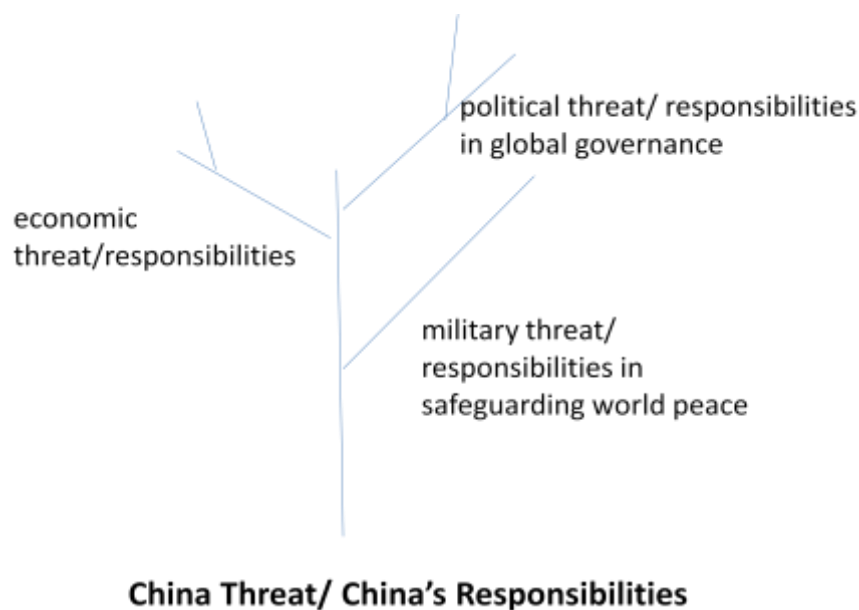 political threat/ responsibilities
in global governance
economic
threat/responsibilities
military threat/
responsibilities in
safeguarding world peace
China Threat/ China’s Responsibilities